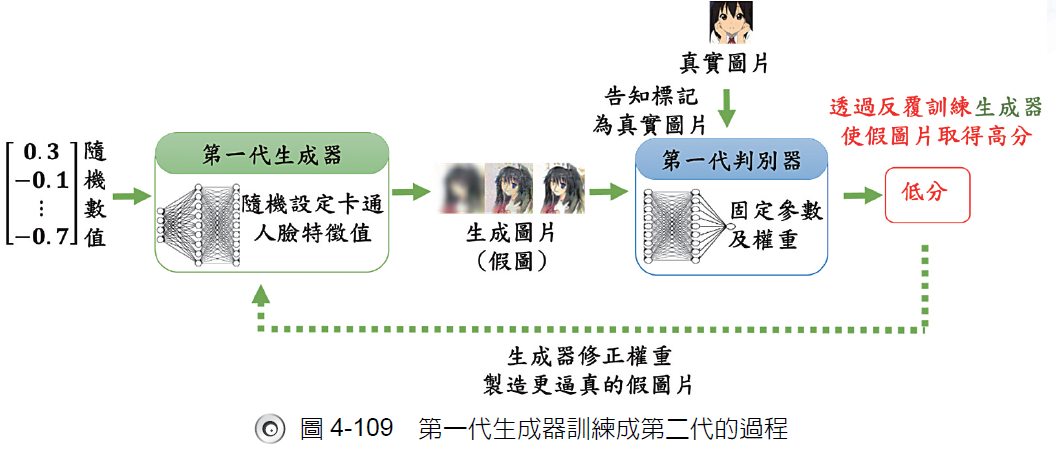 真實圖片
告知標記
為真實圖片
透過反覆訓練生成器
使假圖片取得高分
0.3
−0.1
⋮
−0.7
隨機數值
第一代生成器
隨機設定卡通
人臉特徵值
生成圖片
（假圖）
第一代判別器
固定參數
及權重
低分
生成器修正權重
製造更逼真的假圖片
圖 4-109　第一代生成器訓練成第二代的過程